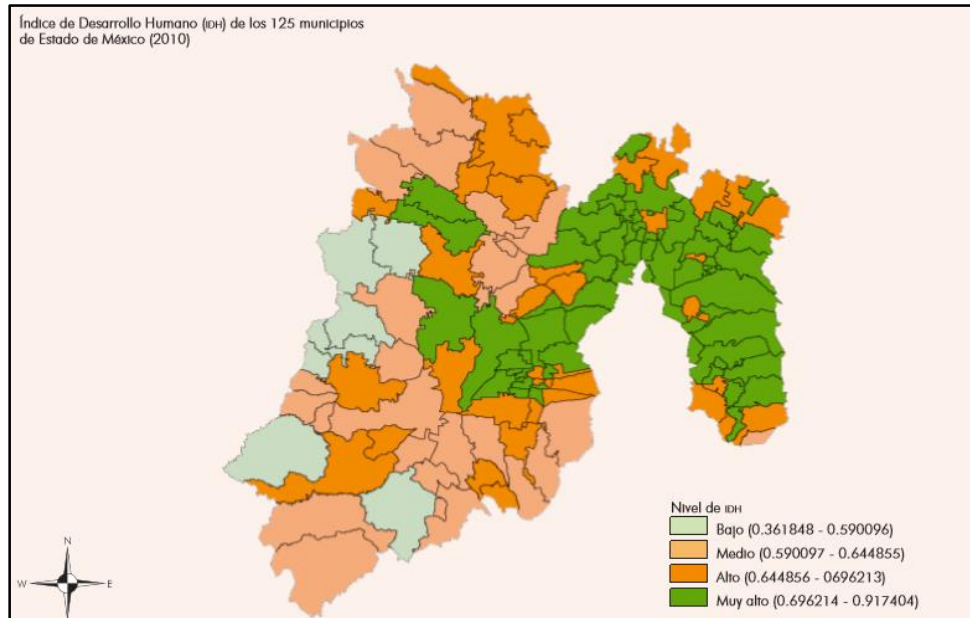 Índice de Desarrollo Humano (IDH) de los 125 municipios
de Estado de México (2010)
Nivel de IDH
Bajo (0.361848 - 0.590096)
Medio (0.590097 - 0.644855)
Alto (0.644856 - 0696213)
Muy alto (0.696214 - 0.917404)
N
W
E
S